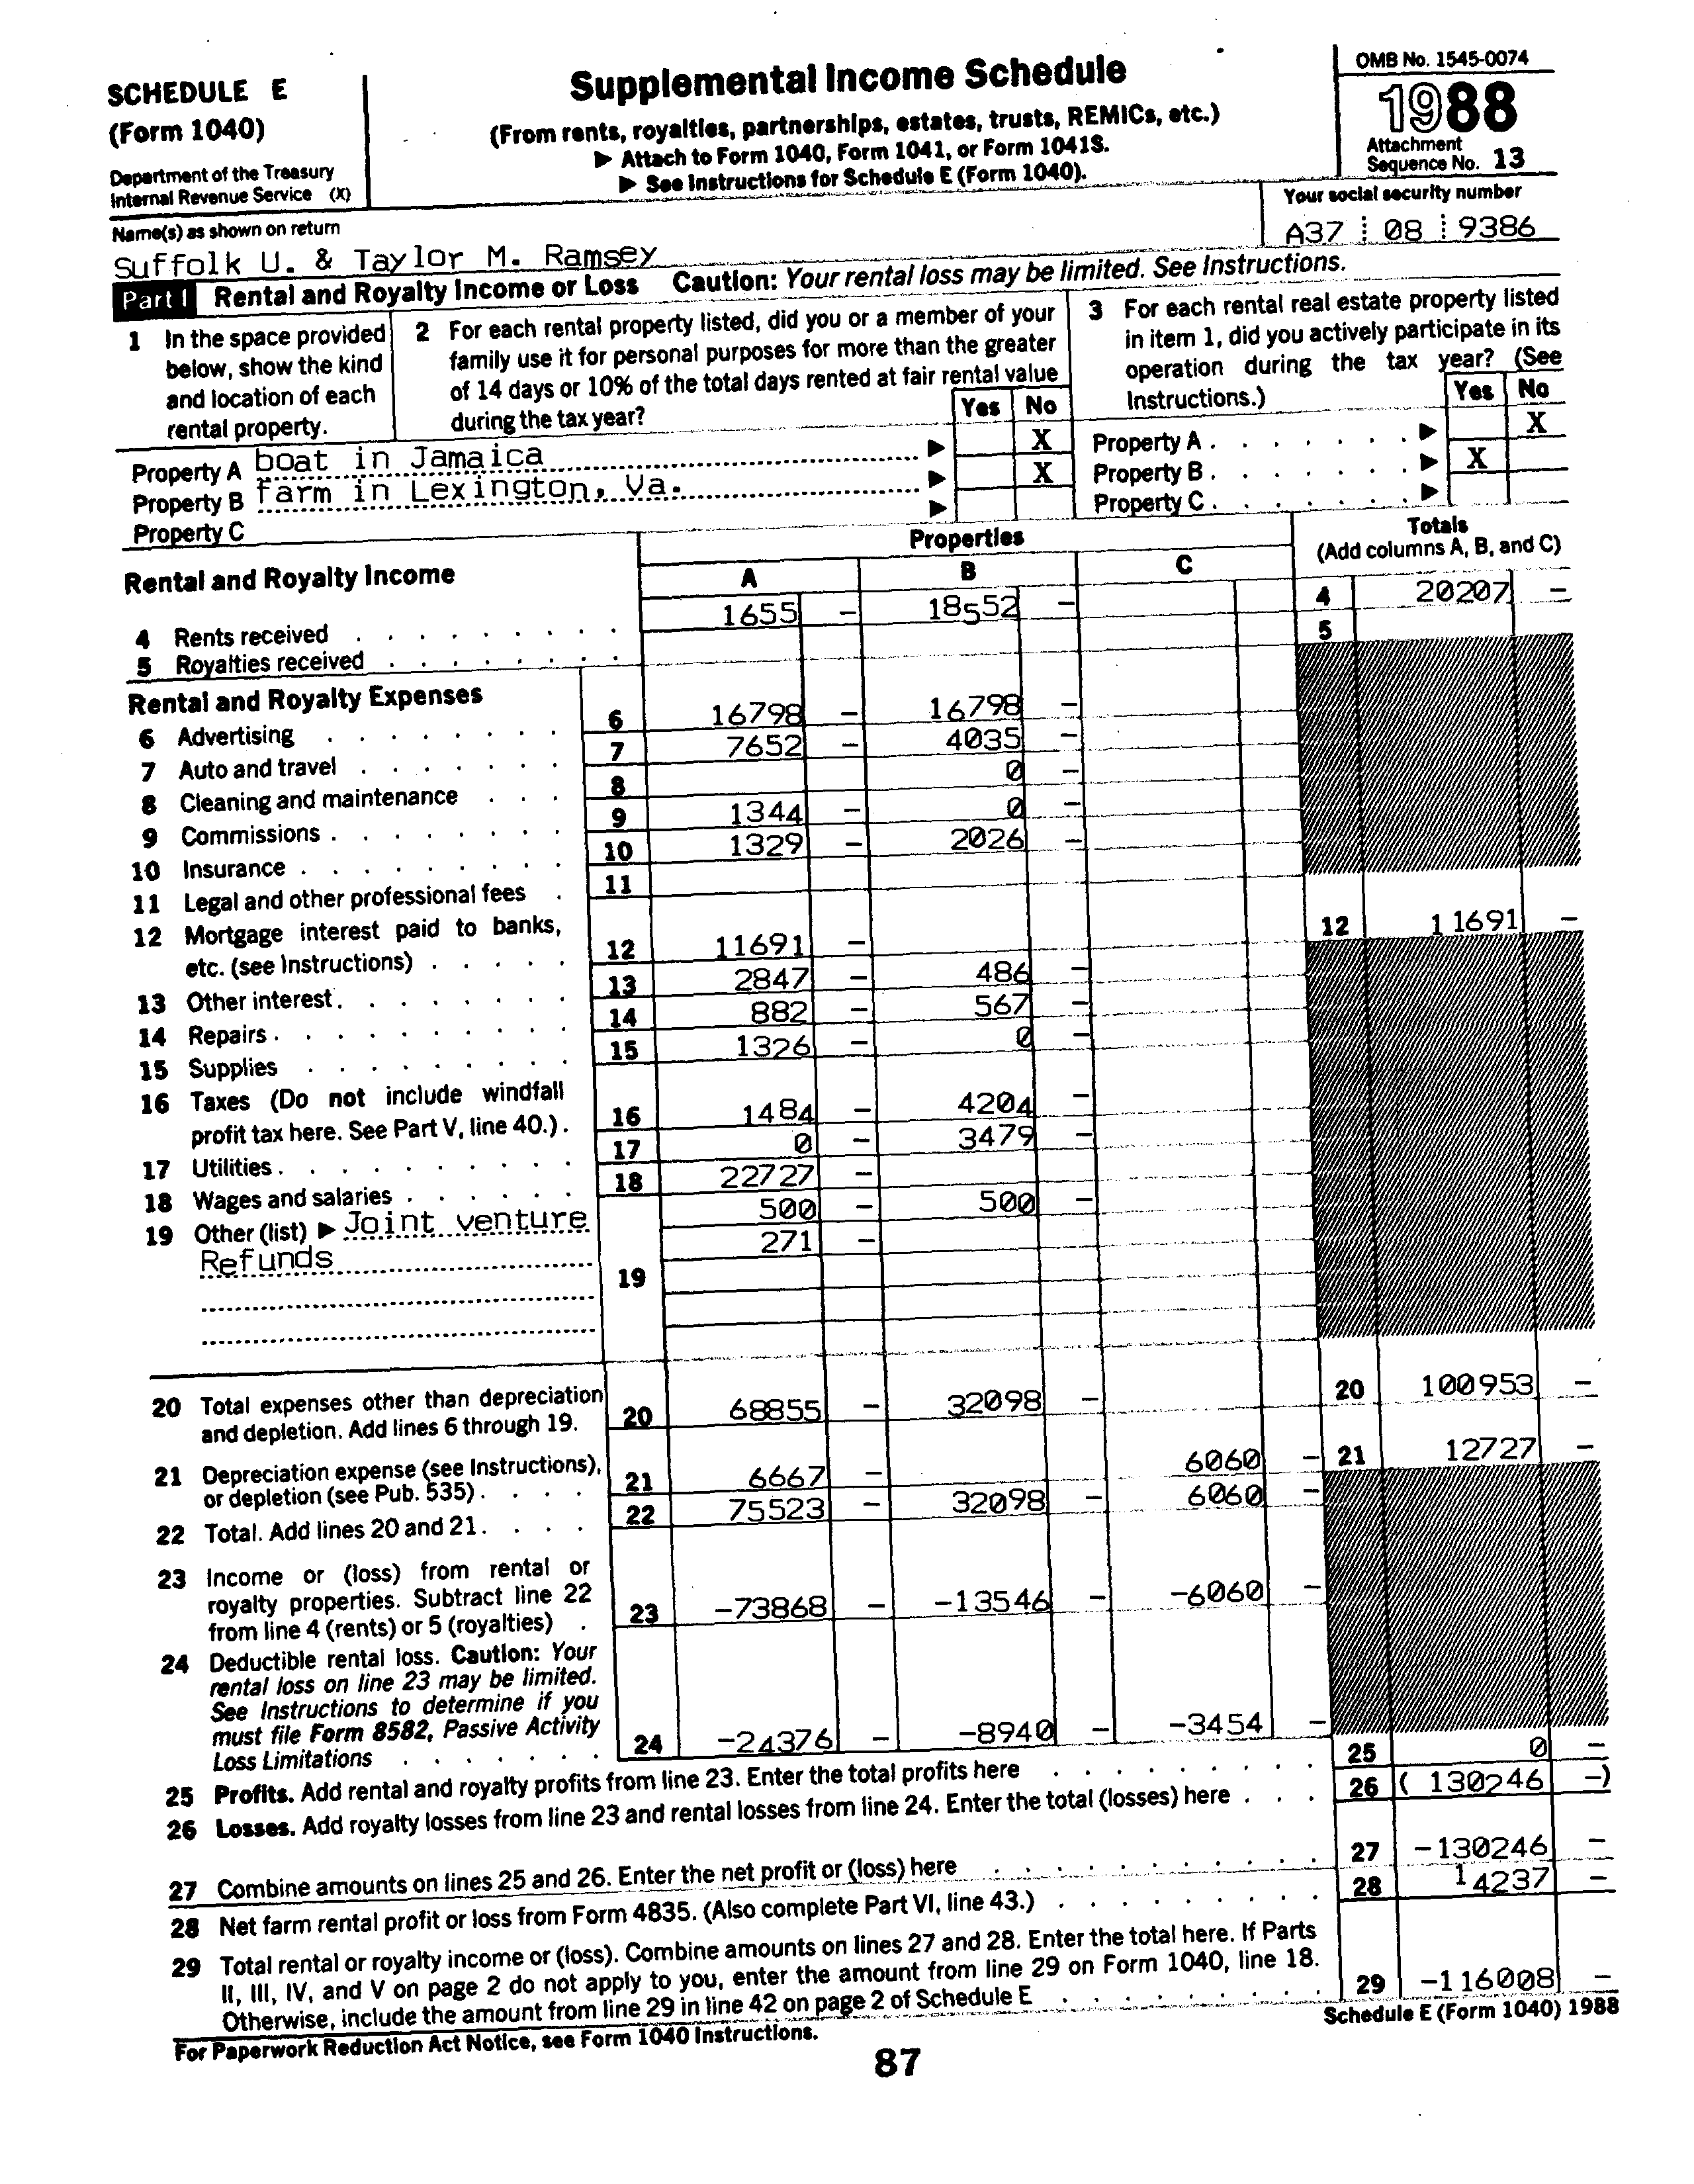 SCHEDULE E
(Form 1040)
Department of the Treasury
Internal Revenue Service (X)
Supplemental Income Schedule
(From rents, royalties, partnerships, estates, trusts, REMICs, etc.)
▶ Attach to Form 1040, Form 1041, or Form 1041S.
▶ See Instructions for Schedule E (Form 1040).
OMB No. 1545-0074
1988
Attachment
Sequence No. 13
Name(s) as shown on return
Suffolk U. & Taylor M. Ramsey
Your social security number
A37 08 9386
Part I Rental and Royalty Income or Loss Caution: Your rental loss may be limited. See Instructions.
1 In the space provided
below, show the kind
and location of each
rental property.
2 For each rental property listed, did you or a member of your
family use it for personal purposes for more than the greater
of 14 days or 10% of the total days rented at fair rental value
during the tax year?
Yes No
3 For each rental real estate property listed
in item 1, did you actively participate in its
operation during the tax year? (See
Instructions.)
Yes No
Property A boat in Jamaica ▶ X Property A ▶ X
Property B farm in Lexington, Va. ▶ X Property B ▶ X
Property C ▶ Property C ▶
Rental and Royalty Income
Properties
A B C
Totals
(Add columns A, B, and C)
4 Rents received 1655 – 18552 – 4 20207 –
5 Royalties received 5
Rental and Royalty Expenses
6 Advertising 6 16798 – 16798 –
7 Auto and travel 7 7652 – 4035 –
8 Cleaning and maintenance 8 0 –
9 Commissions 9 1344 – 0 –
10 Insurance 10 1329 – 2026 –
11 Legal and other professional fees 11
12 Mortgage interest paid to banks,
etc. (see Instructions) 12 11691 – 12 11691 –
13 Other interest 13 2847 – 486 –
14 Repairs 14 882 – 567 –
15 Supplies 15 1326 – 0 –
16 Taxes (Do not include windfall
profit tax here. See Part V, line 40.) 16 1484 – 4204 –
17 Utilities 17 0 – 3479 –
18 Wages and salaries 18 22727 –
19 Other (list) ▶ Joint venture 500 – 500 –
Refunds 271 –
19
20 Total expenses other than depreciation
and depletion. Add lines 6 through 19. 20 68855 – 32098 – 20 100953 –
21 Depreciation expense (see Instructions),
or depletion (see Pub. 535) 21 6667 – 6060 – 21 12727 –
22 Total. Add lines 20 and 21. 22 75523 – 32098 – 6060 –
23 Income or (loss) from rental or
royalty properties. Subtract line 22
from line 4 (rents) or 5 (royalties) 23 -73868 – -13546 – -6060 –
24 Deductible rental loss. Caution: Your
rental loss on line 23 may be limited.
See Instructions to determine if you
must file Form 8582, Passive Activity
Loss Limitations 24 -24376 – -8940 – -3454 –
25 Profits. Add rental and royalty profits from line 23. Enter the total profits here 25 0 –
26 Losses. Add royalty losses from line 23 and rental losses from line 24. Enter the total (losses) here 26 ( 130246 –)
27 Combine amounts on lines 25 and 26. Enter the net profit or (loss) here 27 -130246 –
28 Net farm rental profit or loss from Form 4835. (Also complete Part VI, line 43.) 28 14237 –
29 Total rental or royalty income or (loss). Combine amounts on lines 27 and 28. Enter the total here. If Parts
II, III, IV, and V on page 2 do not apply to you, enter the amount from line 29 on Form 1040, line 18.
Otherwise, include the amount from line 29 in line 42 on page 2 of Schedule E 29 -116008 –
For Paperwork Reduction Act Notice, see Form 1040 Instructions.
Schedule E (Form 1040) 1988
87